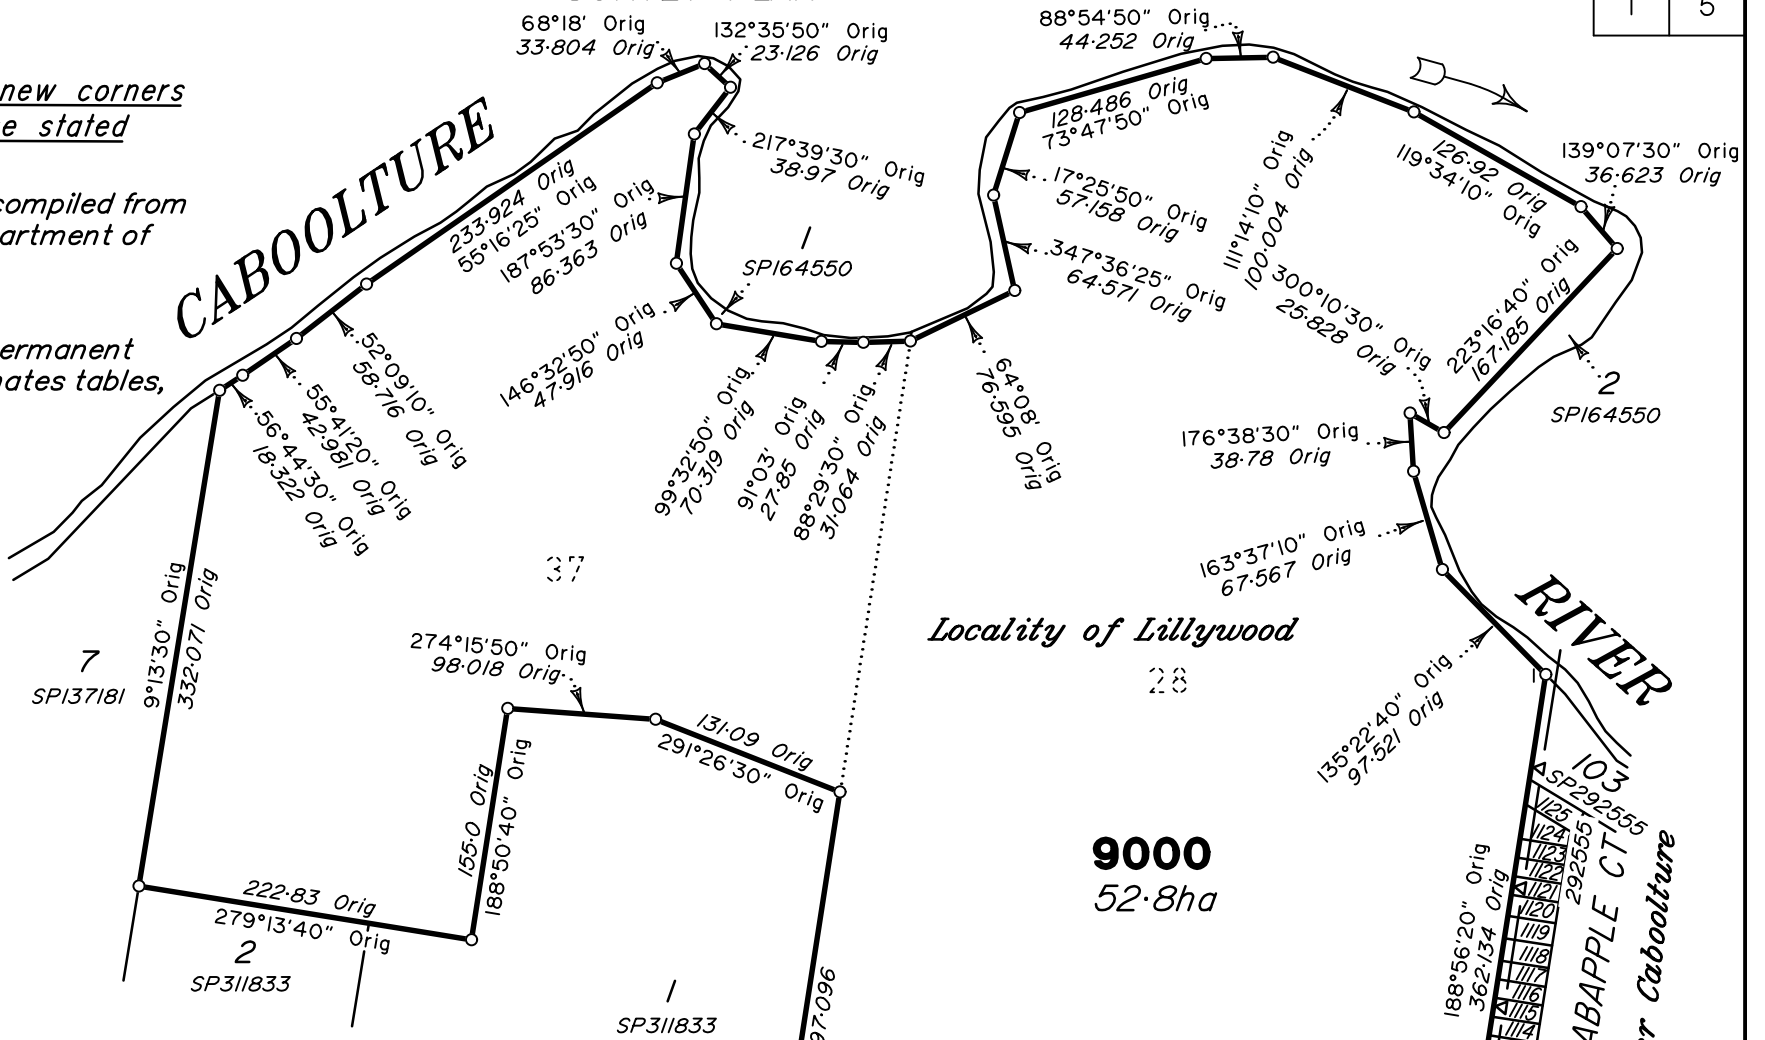 1 5
new corners
e stated
compiled from
artment of
ermanent
nates tables,
CABOOLTURE
68°18' Orig
33·804 Orig
132°35'50" Orig
23·126 Orig
88°54'50" Orig
44·252 Orig
128·486 Orig
73°47'50" Orig
217°39'30" Orig
38·97 Orig
233·924 Orig
55°16'25" Orig
187°53'30" Orig
86·363 Orig
17°25'50" Orig
57·158 Orig
111°14'10" Orig
100·004 Orig
126·92 Orig
119°34'10" Orig
139°07'30" Orig
36·623 Orig
1
SP164550
347°36'25" Orig
64·571 Orig
300°10'30" Orig
25·828 Orig
223°16'40" Orig
167·185 Orig
2
SP164550
52°09'10" Orig
58·716 Orig
55°41'20" Orig
42·981 Orig
56°44'30" Orig
18·322 Orig
146°32'50" Orig
47·916 Orig
99°32'50" Orig
70·319 Orig
91°03' Orig
27·85 Orig
88°29'30" Orig
31·064 Orig
64°08' Orig
76·595 Orig
176°38'30" Orig
38·78 Orig
163°37'10" Orig
67·567 Orig
37
9°13'30" Orig
332·071 Orig
7
SP137181
274°15'50" Orig
98·018 Orig
131·09 Orig
291°26'30" Orig
155·0 Orig
188°50'40" Orig
Locality of Lillywood
28
RIVER
135°22'40" Orig
97·521 Orig
103
SP292555
9000
52·8ha
222·83 Orig
279°13'40" Orig
2
SP311833
1
SP311833
97·096
188°56'20" Orig
362·134 Orig
1125
1124
1123
1122
1121
1120
1119
1118
1117
1116
1115
1114
292555
ABAPPLE CT
r Caboolture